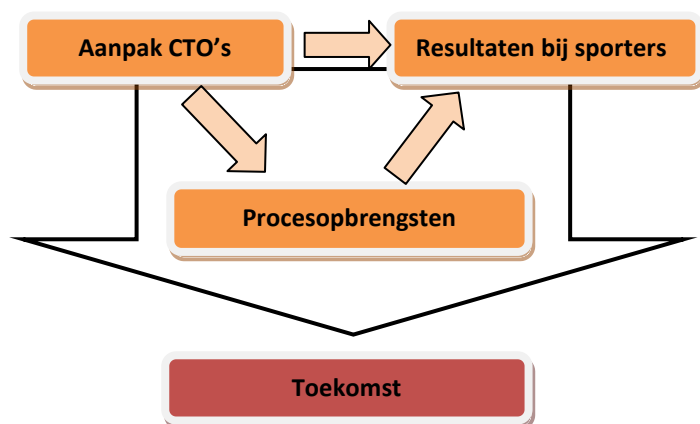 Aanpak CTO’s
Resultaten bij sporters
Procesopbrengsten
Toekomst